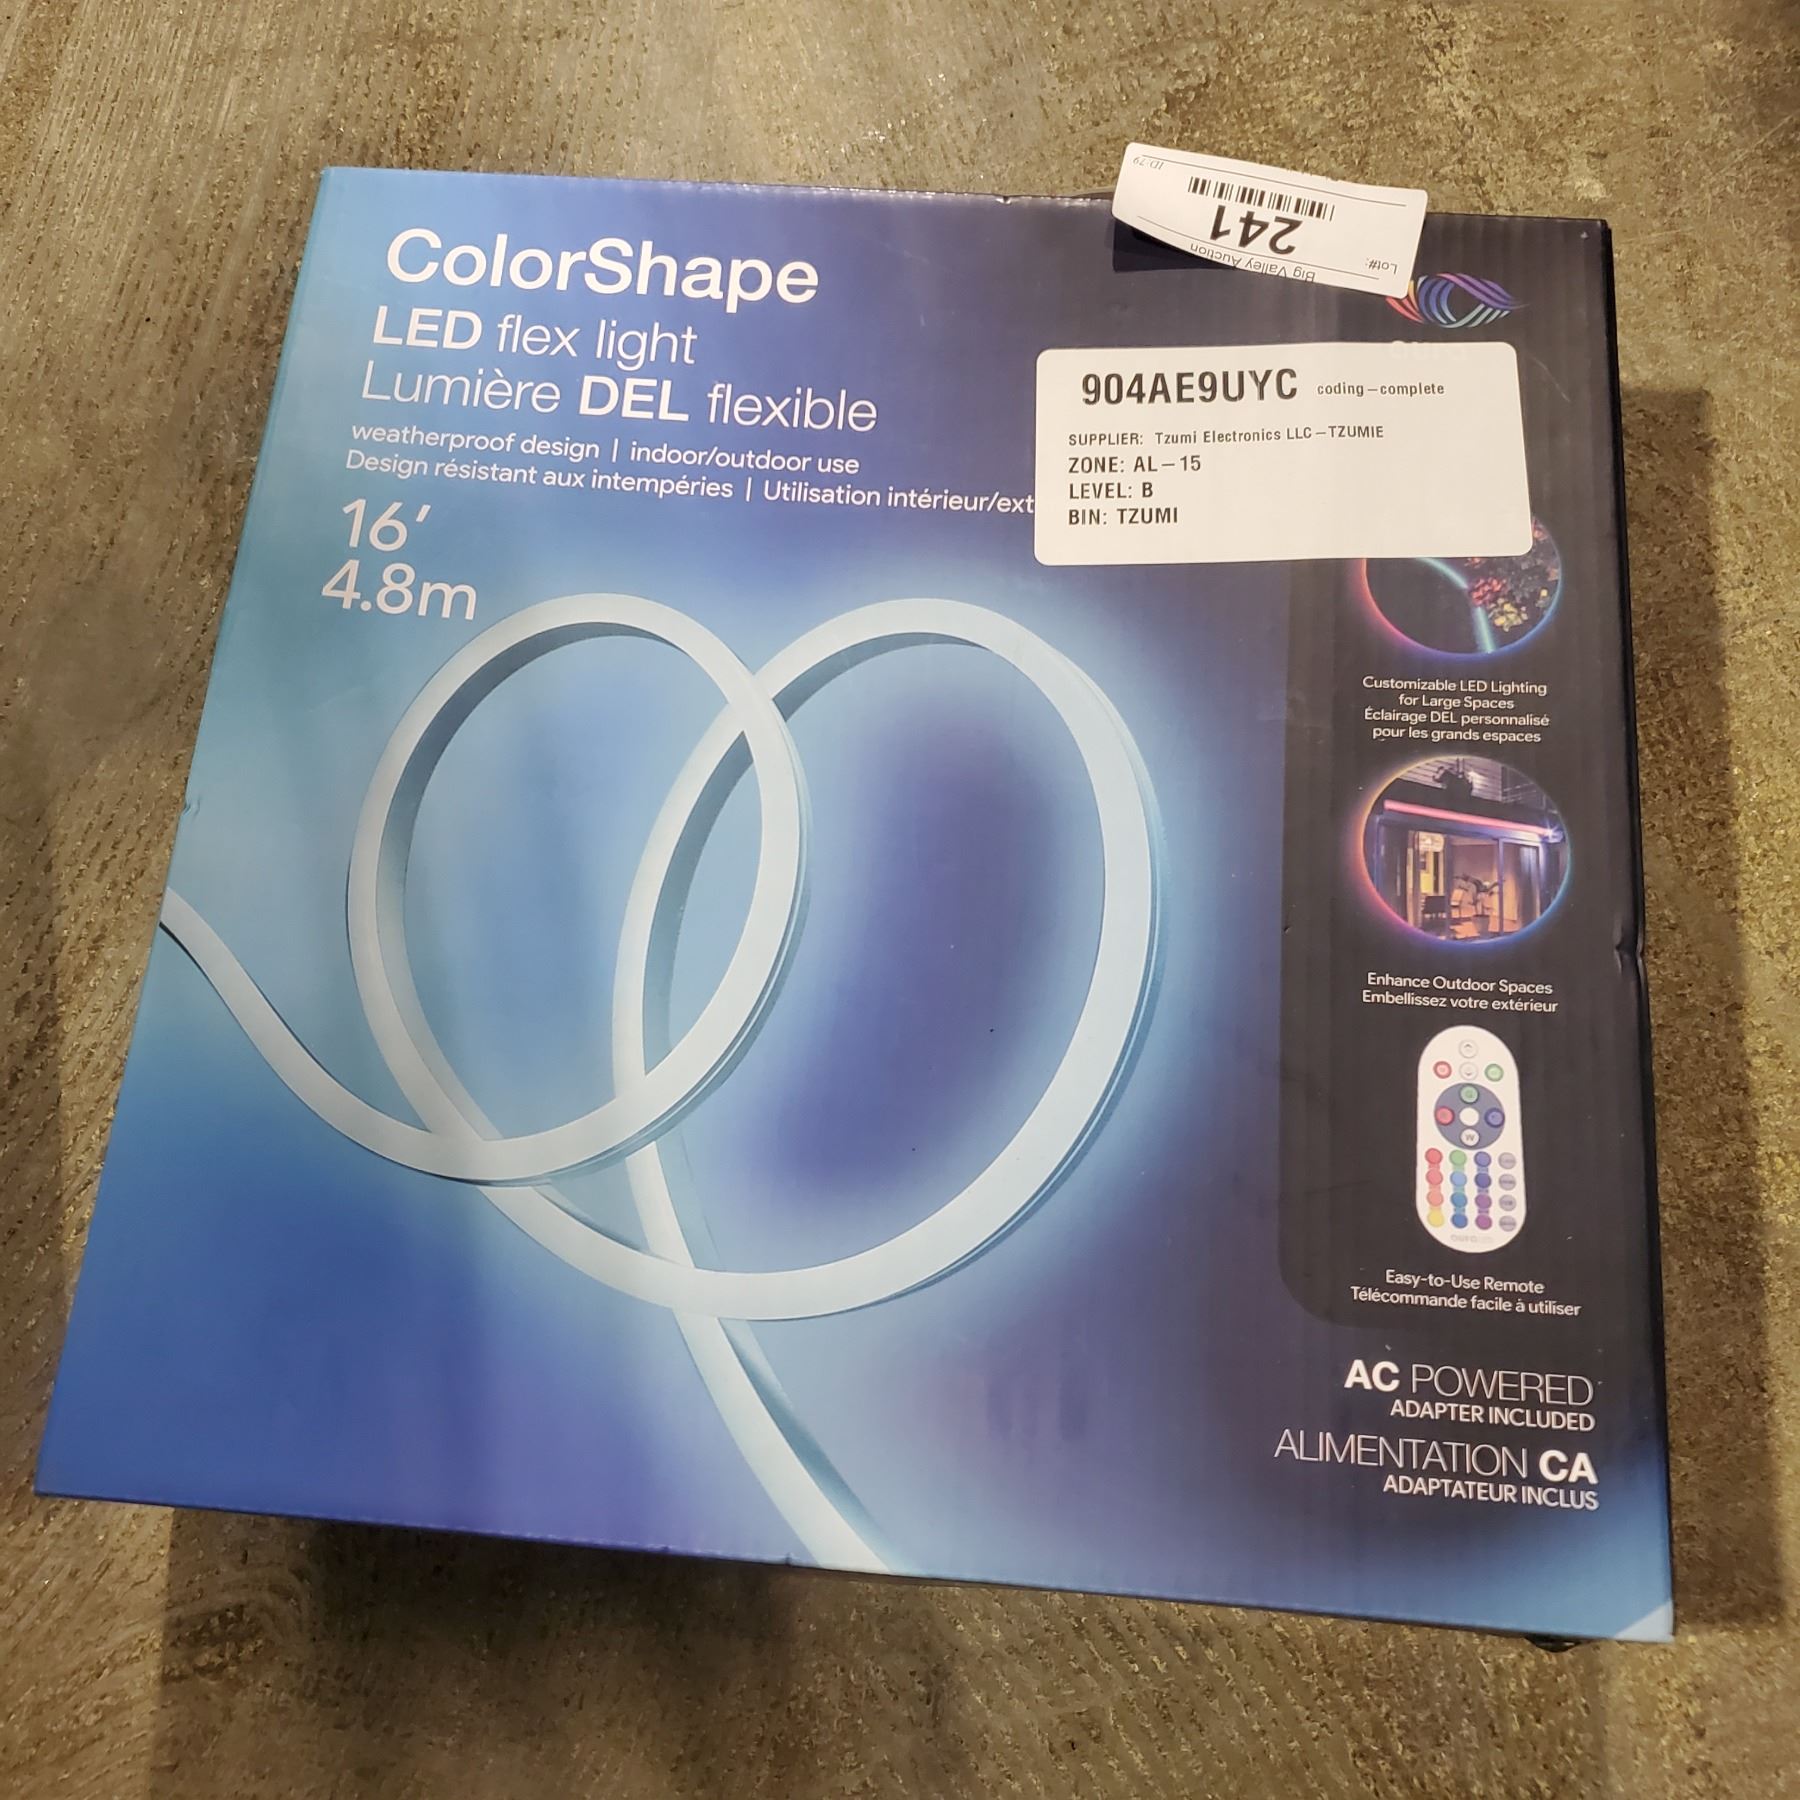 ColorShape
LED flex light
Lumière DEL flexible
weatherproof design | indoor/outdoor use
Design résistant aux intempéries | Utilisation intérieur/ext
16'
4.8m
Lot#:
Big Valley Auction
241
ID:79
904AE9UYC coding-complete
SUPPLIER: Tzumi Electronics LLC-TZUMIE
ZONE: AL-15
LEVEL: B
BIN: TZUMI
Customizable LED Lighting
for Large Spaces
Éclairage DEL personnalisé
pour les grands espaces
Enhance Outdoor Spaces
Embellissez votre extérieur
G
W
Easy-to-Use Remote
Télécommande facile à utiliser
AC POWERED
ADAPTER INCLUDED
ALIMENTATION CA
ADAPTATEUR INCLUS